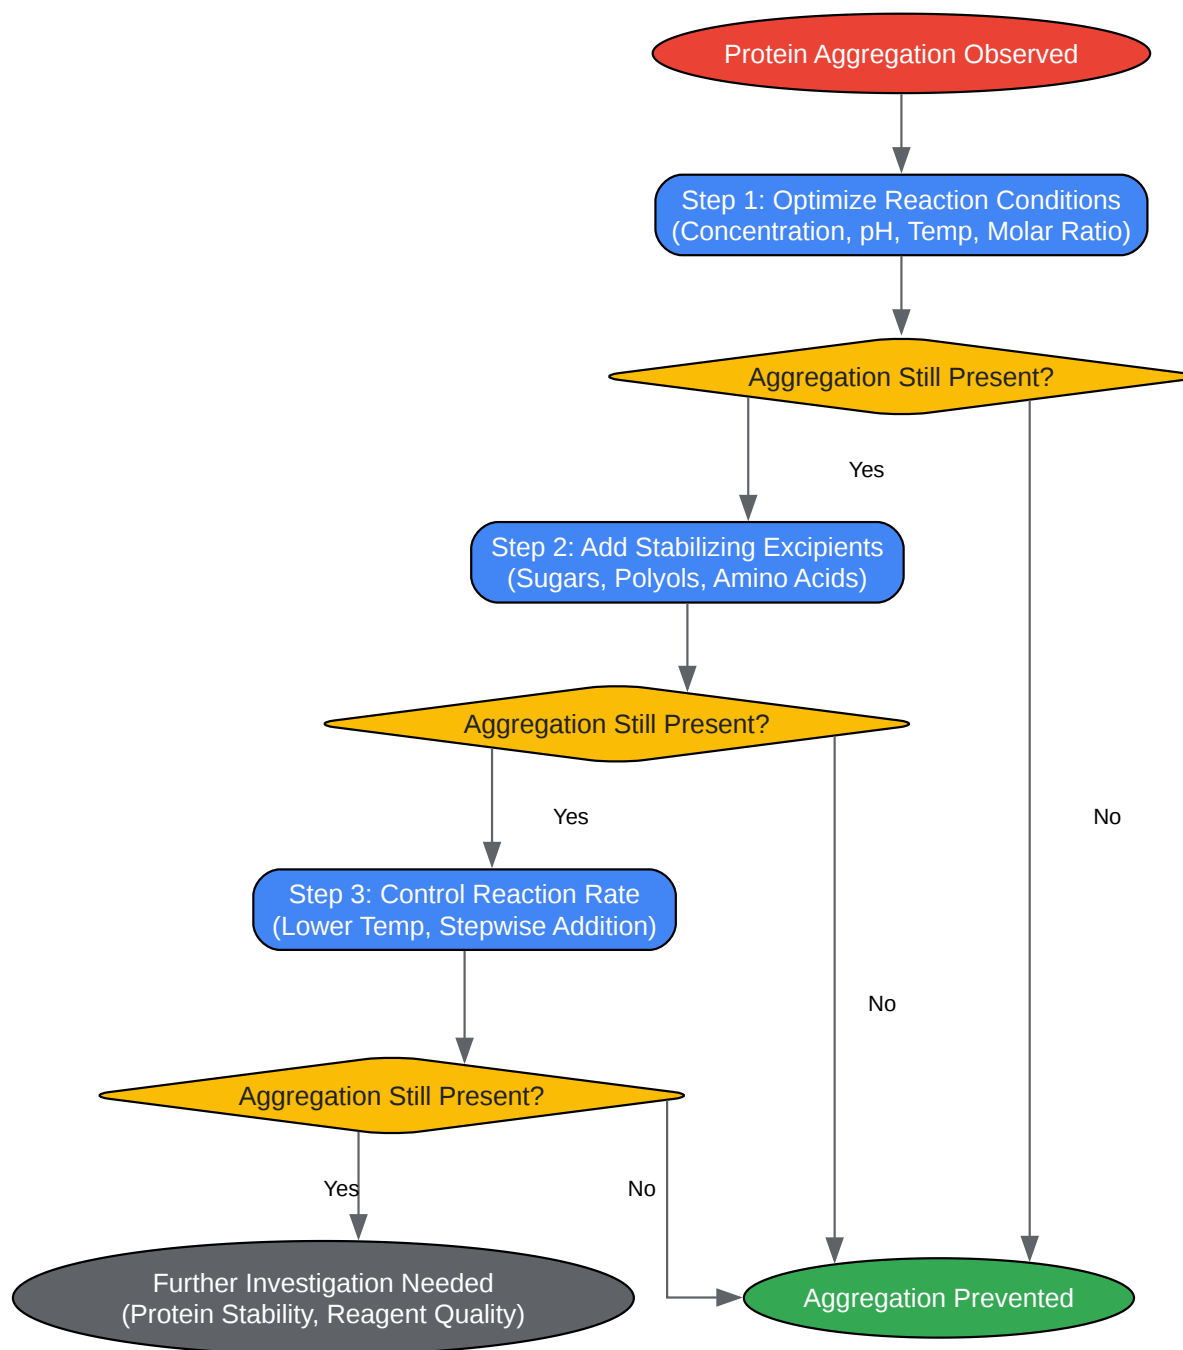 Protein Aggregation Observed
Step 1: Optimize Reaction Conditions
(Concentration, pH, Temp, Molar Ratio)
Aggregation Still Present?
Yes
Step 2: Add Stabilizing Excipients
(Sugars, Polyols, Amino Acids)
Aggregation Still Present?
Yes
No
Step 3: Control Reaction Rate
(Lower Temp, Stepwise Addition)
No
Aggregation Still Present?
Yes
No
Further Investigation Needed
(Protein Stability, Reagent Quality)
Aggregation Prevented